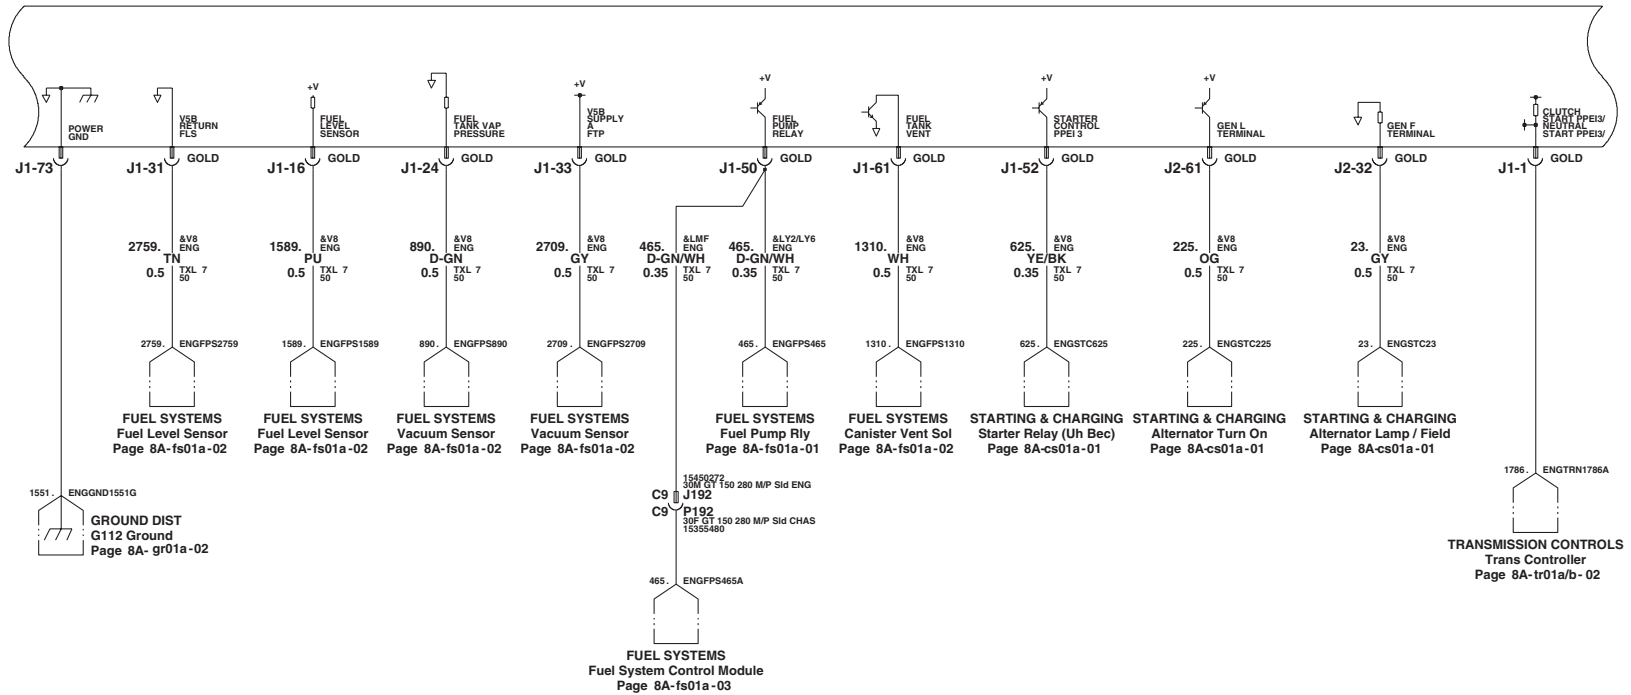 POWER
GND
V5B
RETURN
FLS
+V
FUEL
LEVEL
SENSOR
FUEL
TANK VAP
PRESSURE
+V
V5B
SUPPLY
A
FTP
+V
FUEL
PUMP
RELAY
FUEL
TANK
VENT
+V
STARTER
CONTROL
PPEI 3
+V
GEN L
TERMINAL
GEN F
TERMINAL
CLUTCH
START PPEI3/
NEUTRAL
START PPEI3/
J1-73
J1-31 GOLD
J1-16 GOLD
J1-24 GOLD
J1-33 GOLD
J1-50 GOLD
J1-61 GOLD
J1-52 GOLD
J2-61 GOLD
J2-32 GOLD
J1-1 GOLD
2759. &V8
ENG
TN
0.5 TXL 7
50
1589. &V8
ENG
PU
0.5 TXL 7
50
890. &V8
ENG
D-GN
0.5 TXL 7
50
2709. &V8
ENG
GY
0.5 TXL 7
50
465. &LMF
ENG
D-GN/WH
0.35 TXL 7
50
465. &LY2/LY6
ENG
D-GN/WH
0.35 TXL 7
50
1310. &V8
ENG
WH
0.5 TXL 7
50
625. &V8
ENG
YE/BK
0.35 TXL 7
50
225. &V8
ENG
OG
0.5 TXL 7
50
23. &V8
ENG
GY
0.5 TXL 7
50
2759. ENGFPS2759
FUEL SYSTEMS
Fuel Level Sensor
Page 8A-fs01a-02
1589. ENGFPS1589
FUEL SYSTEMS
Fuel Level Sensor
Page 8A-fs01a-02
890. ENGFPS890
FUEL SYSTEMS
Vacuum Sensor
Page 8A-fs01a-02
2709. ENGFPS2709
FUEL SYSTEMS
Vacuum Sensor
Page 8A-fs01a-02
465. ENGFPS465
FUEL SYSTEMS
Fuel Pump Rly
Page 8A-fs01a-01
1310. ENGFPS1310
FUEL SYSTEMS
Canister Vent Sol
Page 8A-fs01a-02
625. ENGSTC625
STARTING & CHARGING
Starter Relay (Uh Bec)
Page 8A-cs01a-01
225. ENGSTC225
STARTING & CHARGING
Alternator Turn On
Page 8A-cs01a-01
23. ENGSTC23
STARTING & CHARGING
Alternator Lamp / Field
Page 8A-cs01a-01
1551. ENGGND1551G
GROUND DIST
G112 Ground
Page 8A- gr01a-02
15450272
30M GT 150 280 M/P Sld ENG
C9 J192
C9 P192
30F GT 150 280 M/P Sld CHAS
15355480
465. ENGFPS465A
FUEL SYSTEMS
Fuel System Control Module
Page 8A-fs01a-03
1786. ENGTRN1786A
TRANSMISSION CONTROLS
Trans Controller
Page 8A-tr01a/b- 02